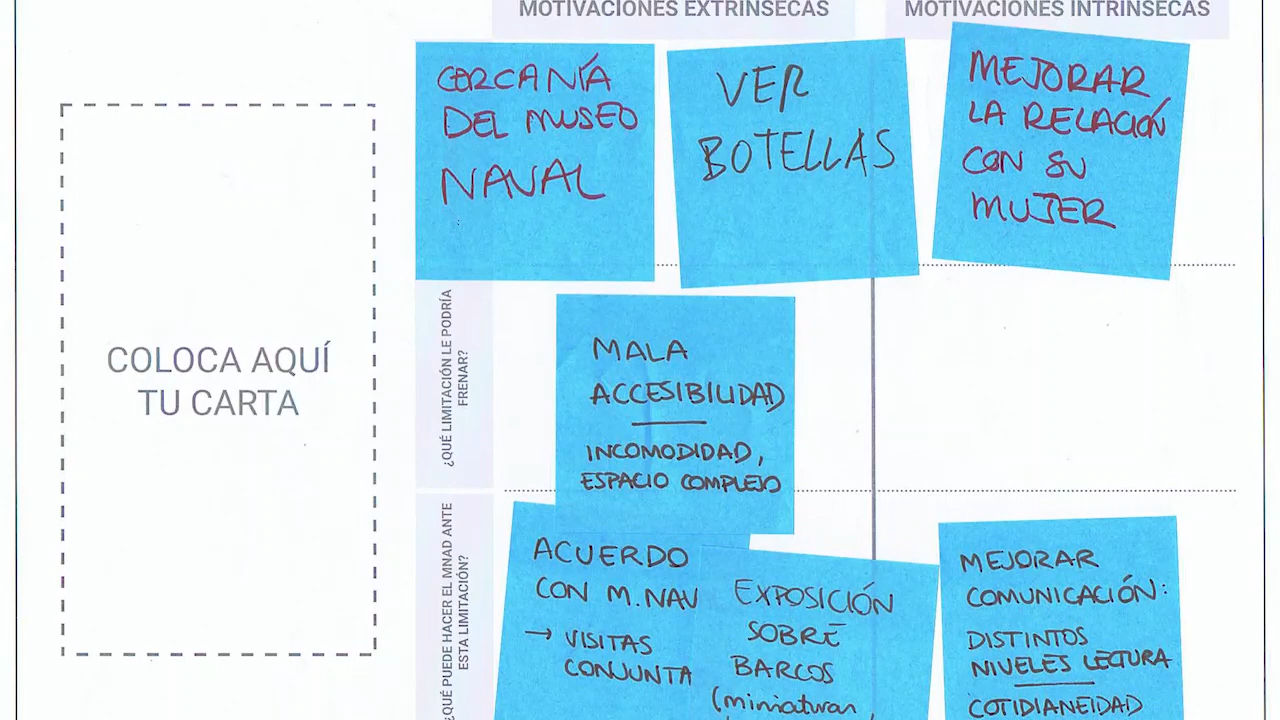 MOTIVACIONES EXTRÍNSECAS
MOTIVACIONES INTRÍNSECAS
CERCANÍA
DEL MUSEO
NAVAL
VER
BOTELLAS
MEJORAR
LA RELACIÓN
CON SU
MUJER
COLOCA AQUÍ
TU CARTA
¿QUÉ LIMITACIÓN LE PODRÍA
FRENAR?
MALA
ACCESIBILIDAD
INCOMODIDAD,
ESPACIO COMPLEJO
¿QUÉ PUEDE HACER EL MNAD ANTE
ESTA LIMITACIÓN?
ACUERDO
CON M.NAV
→ VISITAS
CONJUNTA
EXPOSICIÓN
SOBRE
BARCOS
(miniaturas,
MEJORAR
COMUNICACIÓN:
DISTINTOS
NIVELES LECTURA
COTIDIANEIDAD